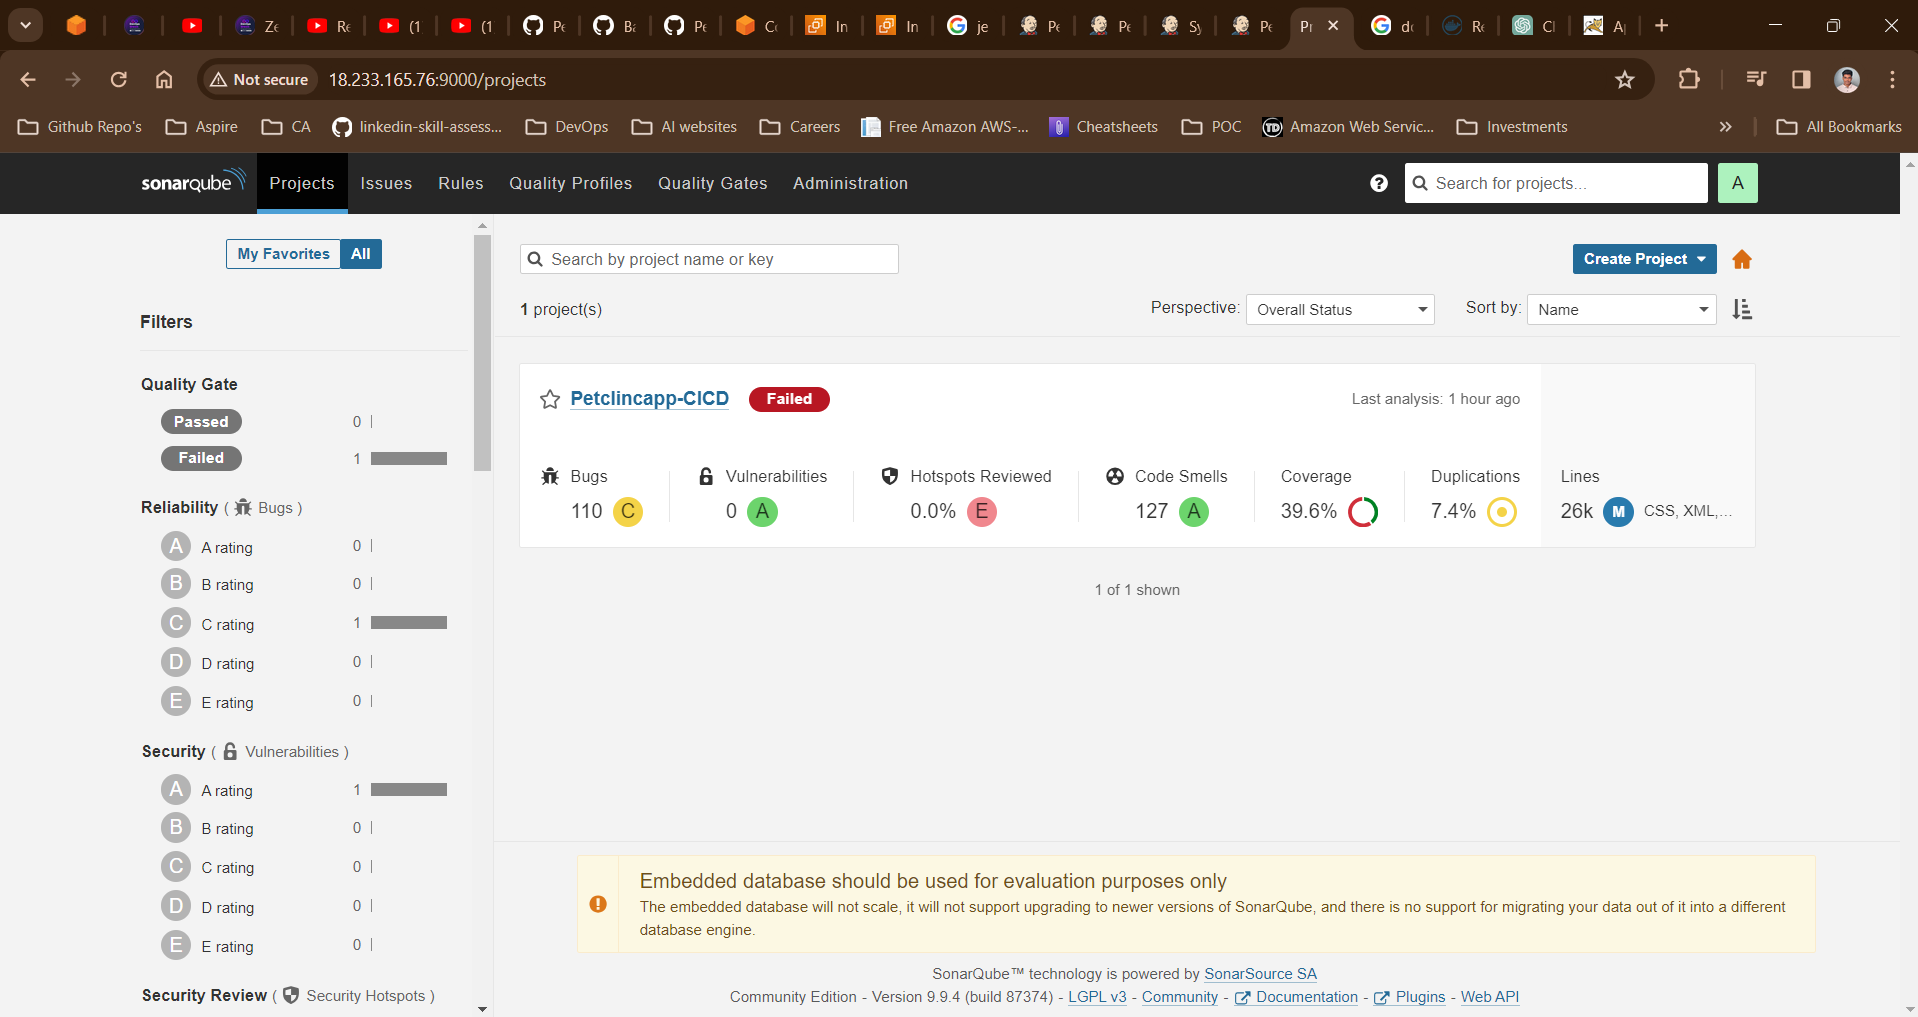 Ze
Re
(1
(1
Pe
Ba
Pe
Co
In
In
je
Pe
Pe
Sy
Pe
Pr
do
Re
Cl
Ap
Not secure
18.233.165.76:9000/projects
Github Repo's
Aspire
CA
linkedin-skill-assess...
DevOps
AI websites
Careers
Free Amazon AWS-...
Cheatsheets
POC
TD
Amazon Web Servic...
Investments
All Bookmarks
sonarqube
Projects
Issues
Rules
Quality Profiles
Quality Gates
Administration
Search for projects...
A
My Favorites
All
Search by project name or key
Create Project
1 project(s)
Perspective:
Overall Status
Sort by:
Name
Filters
Quality Gate
Passed 0
Failed 1
Reliability ( Bugs )
A A rating 0
B B rating 0
C C rating 1
D D rating 0
E E rating 0
Security ( Vulnerabilities )
A A rating 1
B B rating 0
C C rating 0
D D rating 0
E E rating 0
Security Review ( Security Hotspots )
Petclincapp-CICD
Failed
Last analysis: 1 hour ago
Bugs
110 C
Vulnerabilities
0 A
Hotspots Reviewed
0.0% E
Code Smells
127 A
Coverage
39.6%
Duplications
7.4%
Lines
26k M CSS, XML,...
1 of 1 shown
Embedded database should be used for evaluation purposes only
The embedded database will not scale, it will not support upgrading to newer versions of SonarQube, and there is no support for migrating your data out of it into a different
database engine.
SonarQube™ technology is powered by SonarSource SA
Community Edition - Version 9.9.4 (build 87374) - LGPL v3 - Community - Documentation - Plugins - Web API